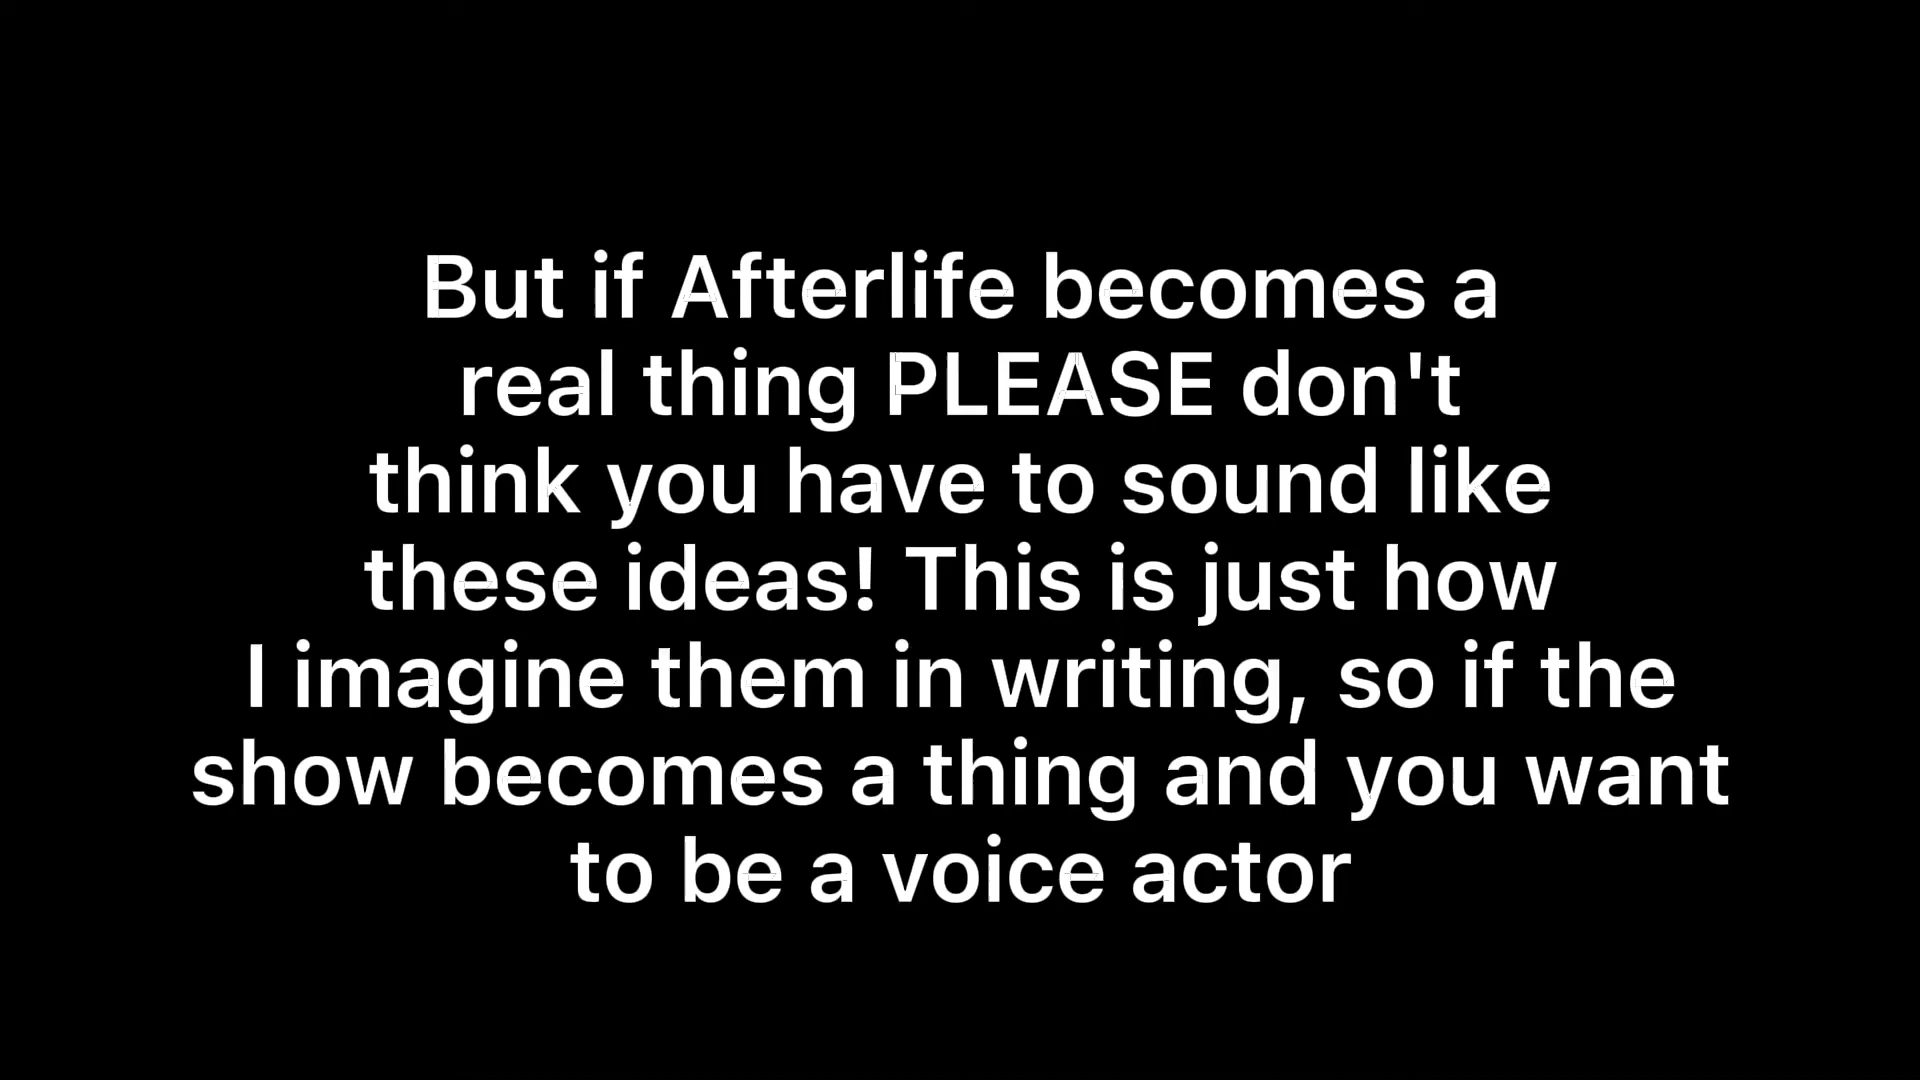 But if Afterlife becomes a
real thing PLEASE don't
think you have to sound like
these ideas! This is just how
I imagine them in writing, so if the
show becomes a thing and you want
to be a voice actor